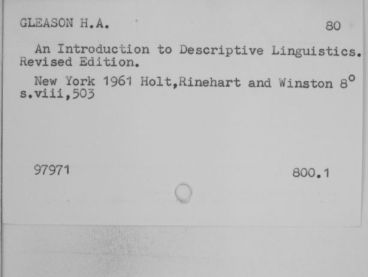 GLEASON H.A. 80
An Introduction to Descriptive Linguistics.
Revised Edition.
New York 1961 Holt,Rinehart and Winston 8°
s.viii,503
97971 800.1